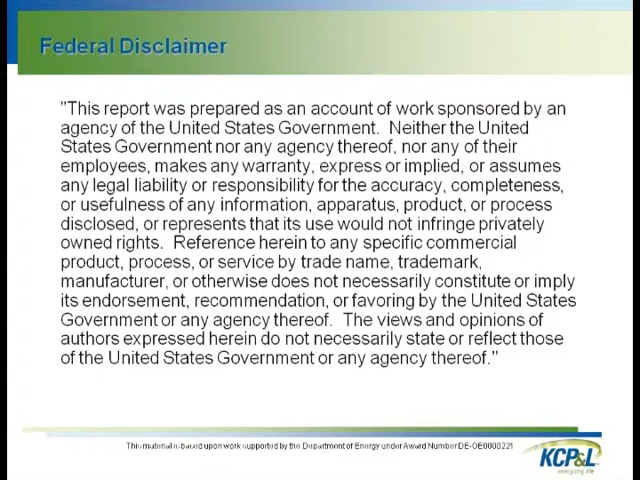 Federal Disclaimer
"This report was prepared as an account of work sponsored by an
agency of the United States Government.  Neither the United
States Government nor any agency thereof, nor any of their
employees, makes any warranty, express or implied, or assumes
any legal liability or responsibility for the accuracy, completeness,
or usefulness of any information, apparatus, product, or process
disclosed, or represents that its use would not infringe privately
owned rights.  Reference herein to any specific commercial
product, process, or service by trade name, trademark,
manufacturer, or otherwise does not necessarily constitute or imply
its endorsement, recommendation, or favoring by the United States
Government or any agency thereof.  The views and opinions of
authors expressed herein do not necessarily state or reflect those
of the United States Government or any agency thereof."
This material is based upon work supported by the Department of Energy under Award Number DE-OE0000221
KCP&L
energizing life